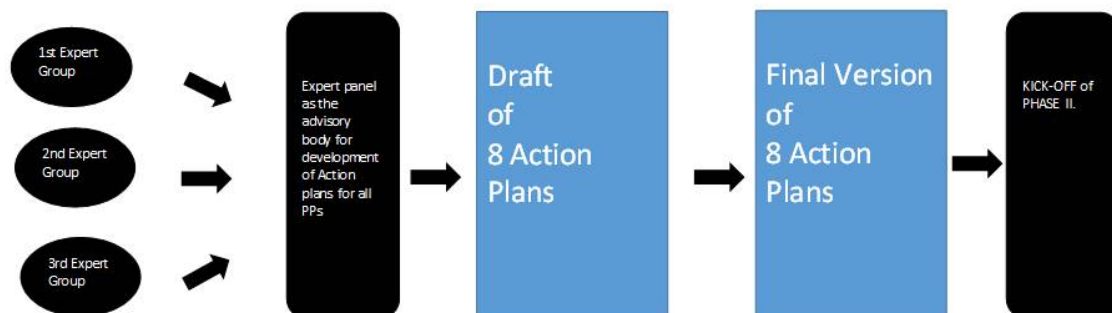 1st Expert
Group
2nd Expert
Group
3rd Expert
Group
Expert panel
as the
advisory
body for
development
of Action
plans for all
PPs
Draft
of
8 Action
Plans
Final Version
of
8 Action
Plans
KICK-OFF of
PHASE II.